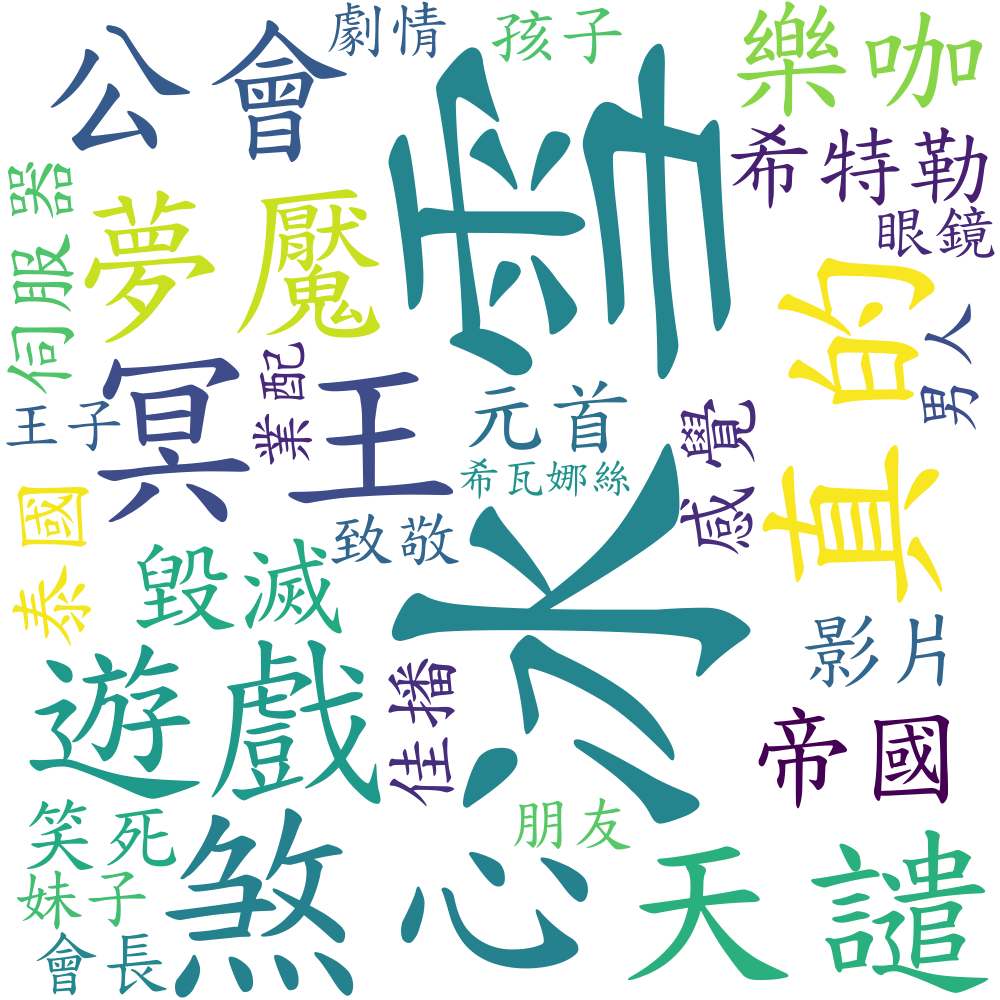 劇情
孩子
樂咖
公會
冰雪
希特勒
眼鏡
伺服器
夢魘
真的
男人
冥王
業配
王子
元首
感覺
希瓦娜絲
泰國
致敬
毀滅
影片
遊戲
佳播
帝國
笑死
煞心
朋友
天譴
妹子
會長